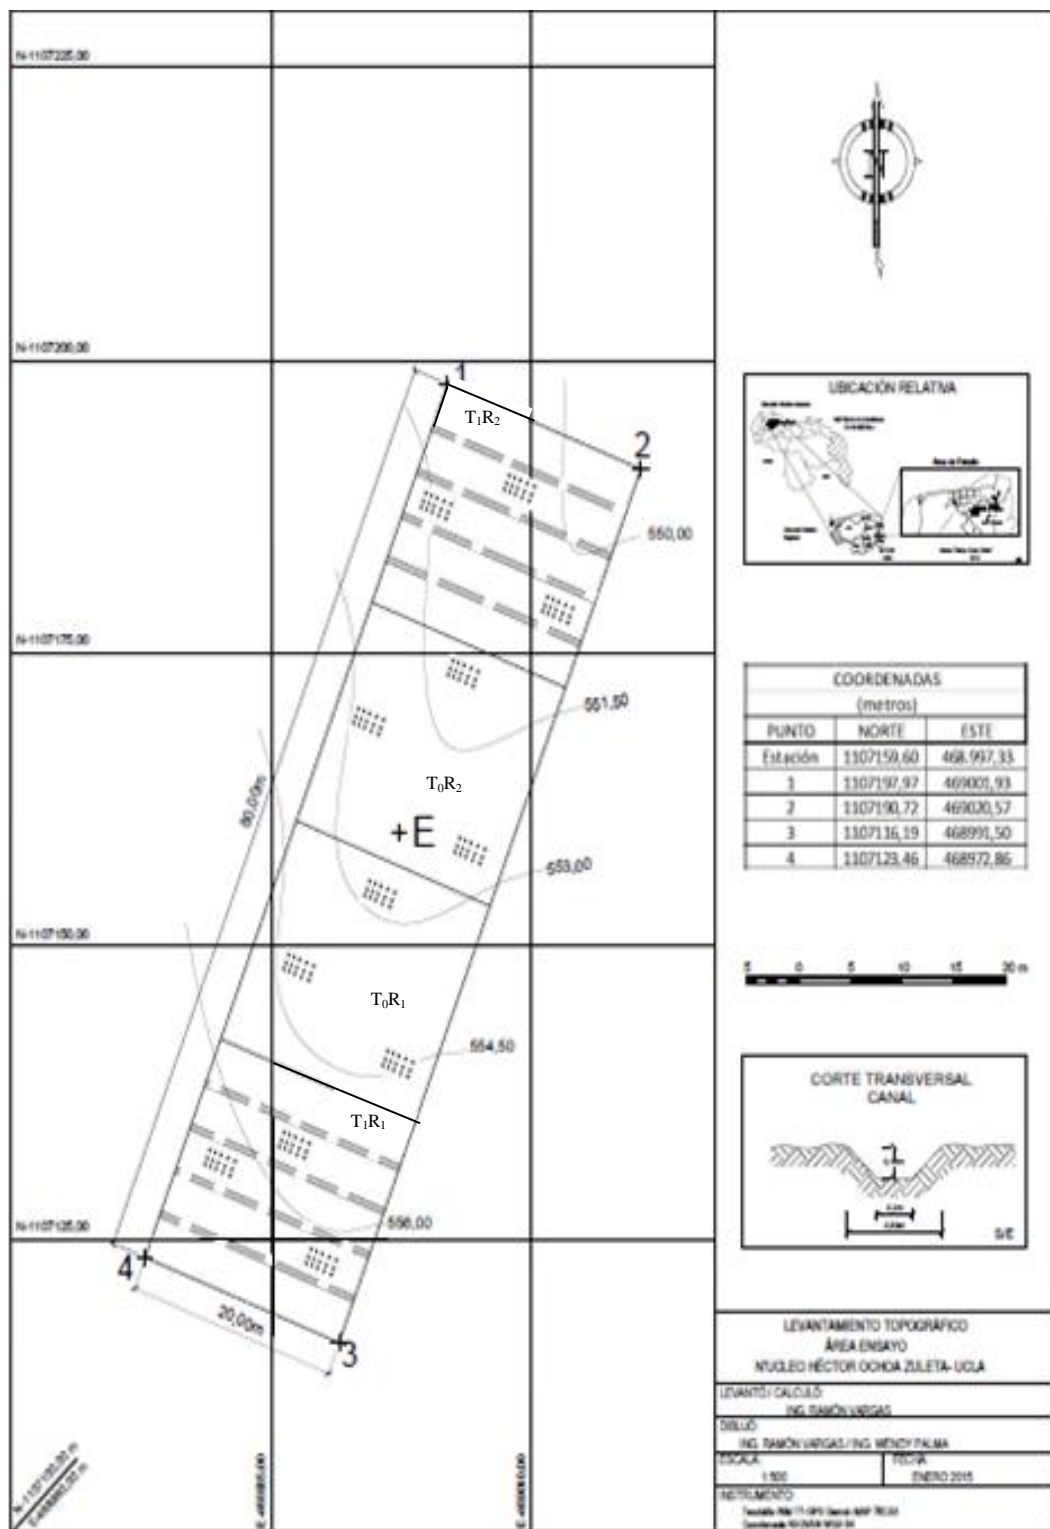 N-1107225,00
N-1107200,00
1
T1R2
2
550,00
N-1107175,00
551,50
80,00m
T0R2
+E
553,00
N-1107150,00
T0R1
554,50
T1R1
N-1107125,00
556,00
4
20,00m
3
N
UBICACIÓN RELATIVA
COORDENADAS
(metros)
PUNTO NORTE ESTE
Estación 1107159,60 468.997,33
1 1107197,97 469001,93
2 1107190,72 469020,57
3 1107116,19 468991,50
4 1107123,46 468972,86
5 0 5 10 15 20 m
CORTE TRANSVERSAL
CANAL
S/E
LEVANTAMIENTO TOPOGRÁFICO
ÁREA ENSAYO
NÚCLEO HÉCTOR OCHOA ZULETA- UCLA
LEVANTÓ / CALCULÓ:
ING. RAMÓN VARGAS
DIBUJÓ:
ING. RAMÓN VARGAS / ING. WENDY PALMA
ESCALA: FECHA:
1:500 ENERO 2015
INSTRUMENTO: